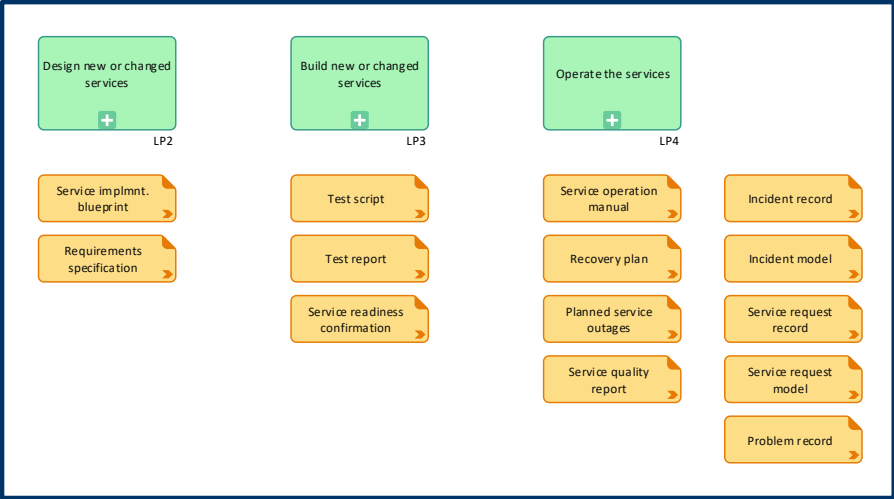 Design new or changed
services
LP2
Build new or changed
services
LP3
Operate the services
LP4
Service implmnt.
blueprint
Requirements
specification
Test script
Test report
Service readiness
confirmation
Service operation
manual
Recovery plan
Planned service
outages
Service quality
report
Incident record
Incident model
Service request
record
Service request
model
Problem record